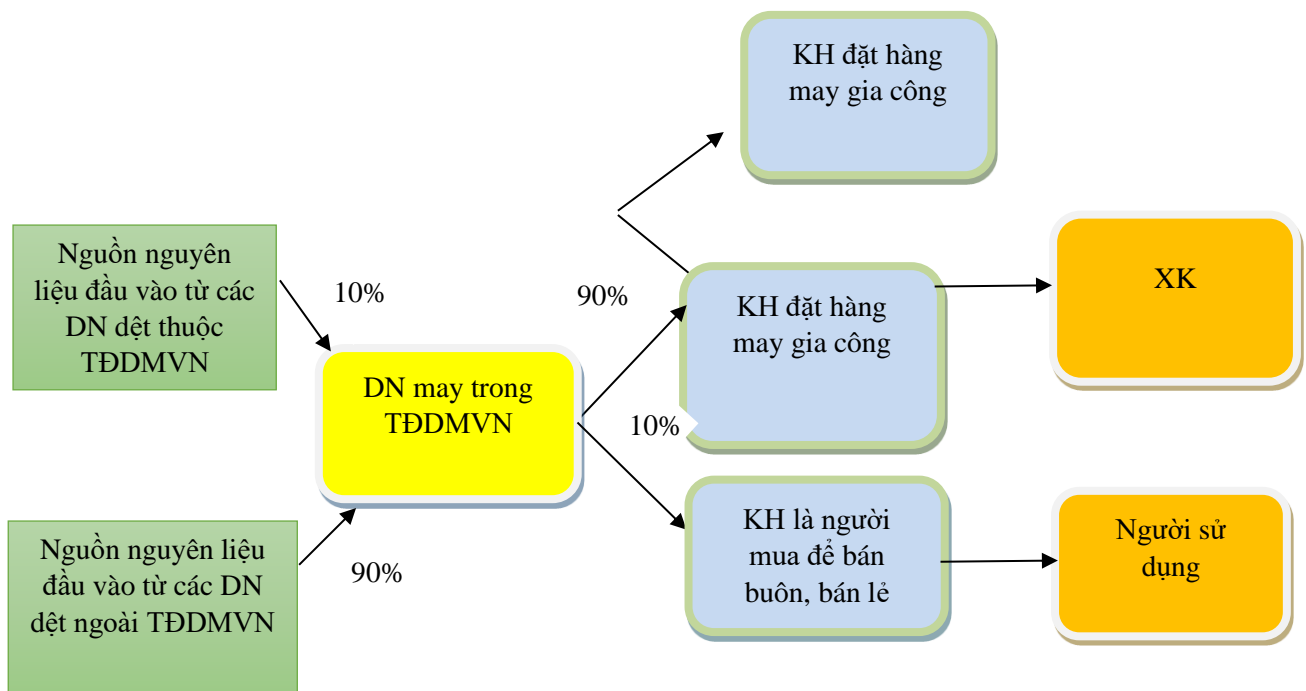 KH đặt hàng
may gia công
Nguồn nguyên
liệu đầu vào từ các
DN dệt thuộc
TĐDMVN
10%
90%
KH đặt hàng
may gia công
XK
DN may trong
TĐDMVN
10%
Nguồn nguyên liệu
đầu vào từ các DN
dệt ngoài TĐDMVN
90%
KH là người
mua để bán
buôn, bán lẻ
Người sử
dụng